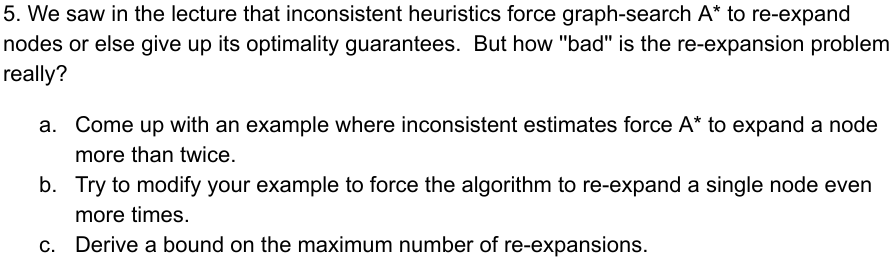 5. We saw in the lecture that inconsistent heuristics force graph-search A* to re-expand
nodes or else give up its optimality guarantees.  But how "bad" is the re-expansion problem
really?
a. Come up with an example where inconsistent estimates force A* to expand a node
more than twice.
b. Try to modify your example to force the algorithm to re-expand a single node even
more times.
c. Derive a bound on the maximum number of re-expansions.